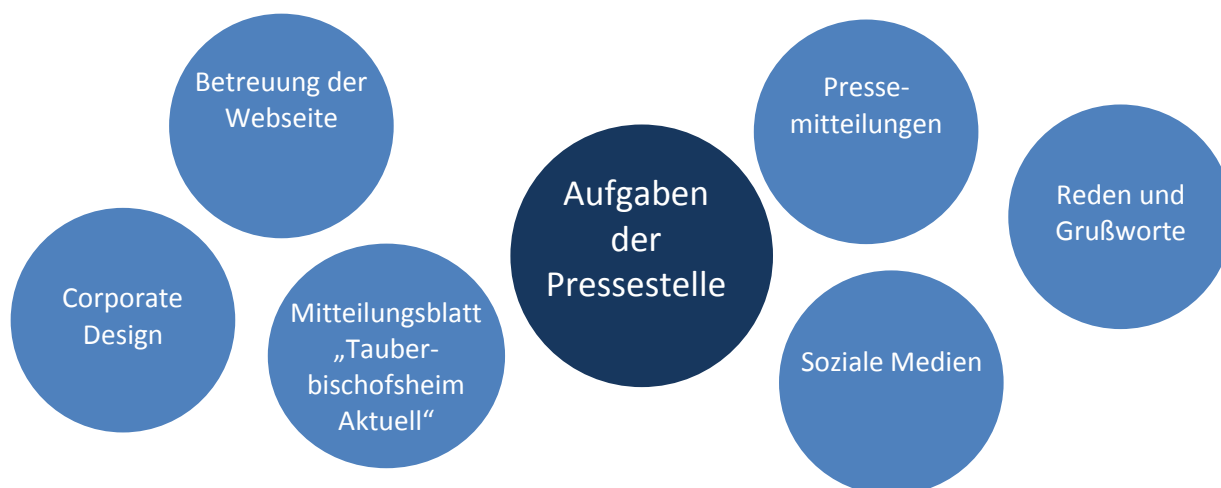 Betreuung der
Webseite
Corporate
Design
Mitteilungsblatt
„Tauber-
bischofsheim
Aktuell“
Aufgaben
der
Pressestelle
Presse-
mitteilungen
Soziale Medien
Reden und
Grußworte